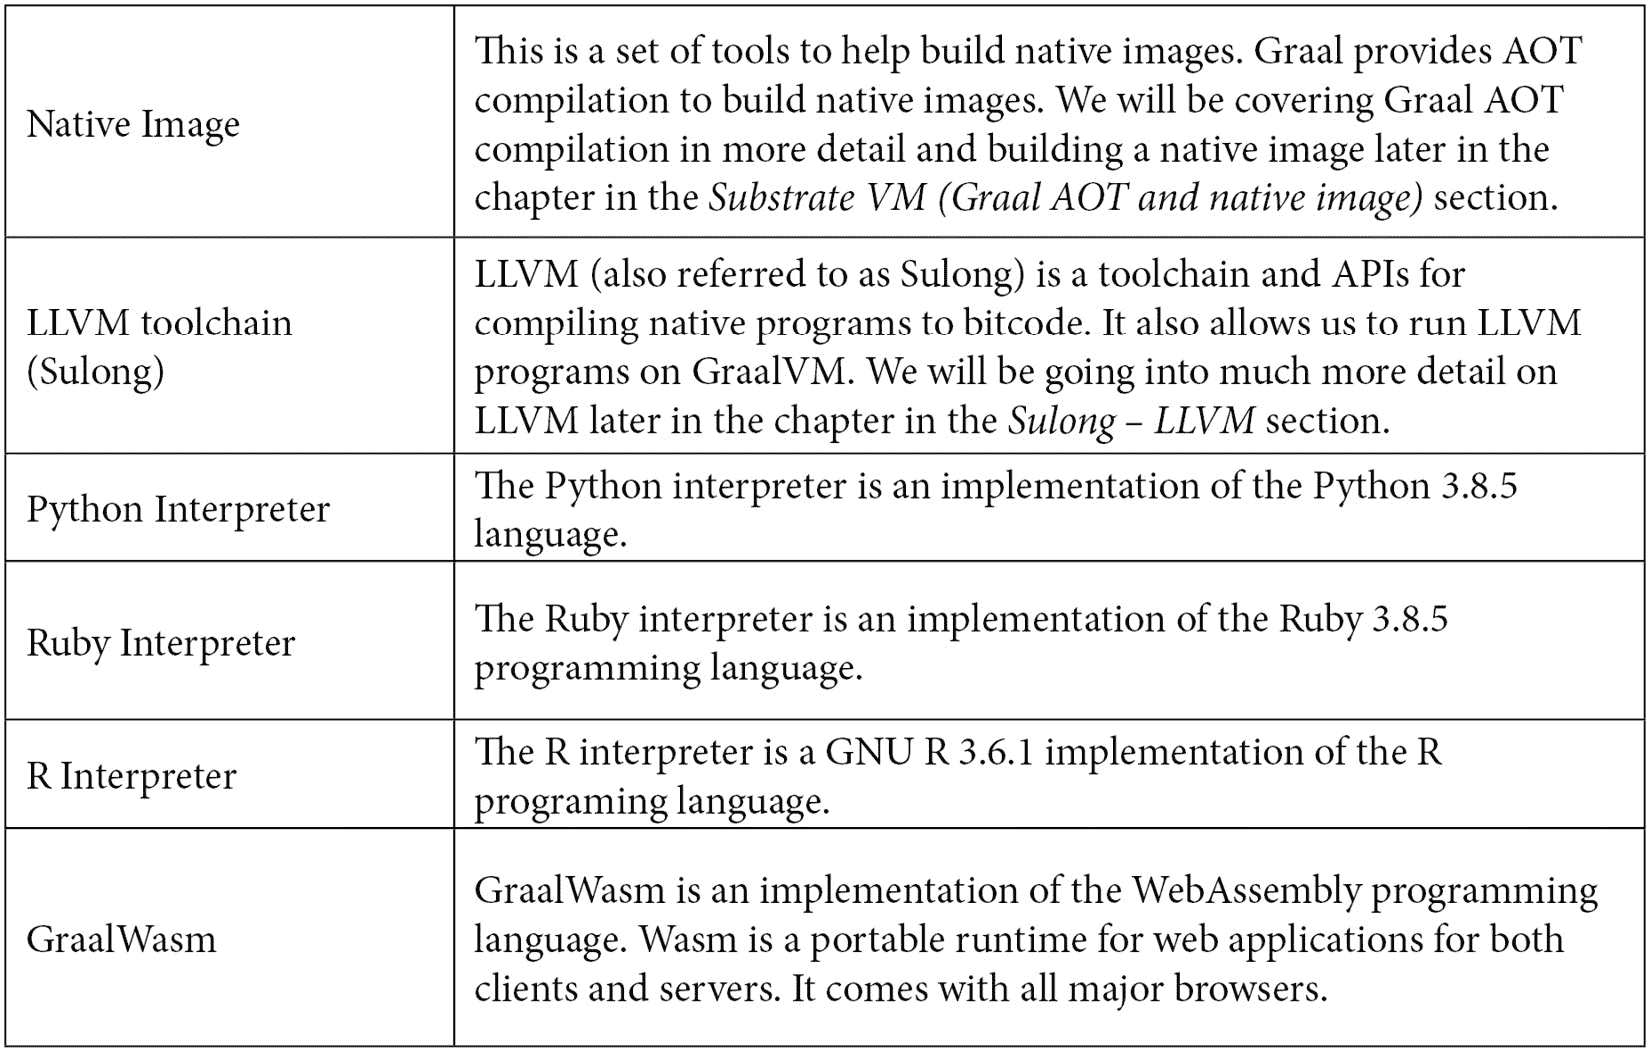 Native Image
This is a set of tools to help build native images. Graal provides AOT
compilation to build native images. We will be covering Graal AOT
compilation in more detail and building a native image later in the
chapter in the Substrate VM (Graal AOT and native image) section.
LLVM toolchain
(Sulong)
LLVM (also referred to as Sulong) is a toolchain and APIs for
compiling native programs to bitcode. It also allows us to run LLVM
programs on GraalVM. We will be going into much more detail on
LLVM later in the chapter in the Sulong – LLVM section.
Python Interpreter
The Python interpreter is an implementation of the Python 3.8.5
language.
Ruby Interpreter
The Ruby interpreter is an implementation of the Ruby 3.8.5
programming language.
R Interpreter
The R interpreter is a GNU R 3.6.1 implementation of the R
programing language.
GraalWasm
GraalWasm is an implementation of the WebAssembly programming
language. Wasm is a portable runtime for web applications for both
clients and servers. It comes with all major browsers.